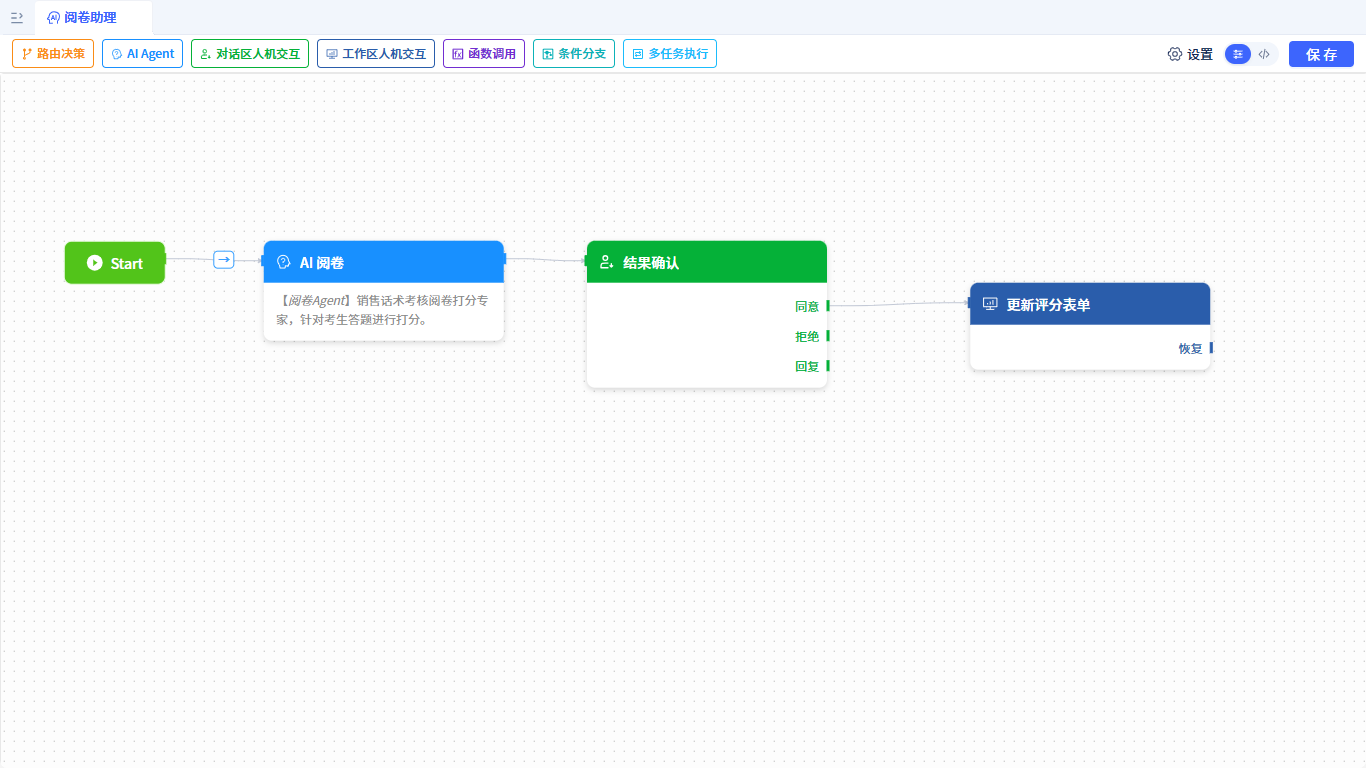 阅卷助理
路由决策
AI Agent
对话区人机交互
工作区人机交互
函数调用
条件分支
多任务执行
设置
保 存
Start
AI 阅卷
【阅卷Agent】销售话术考核阅卷打分专
家，针对考生答题进行打分。
结果确认
同意
拒绝
回复
更新评分表单
恢复